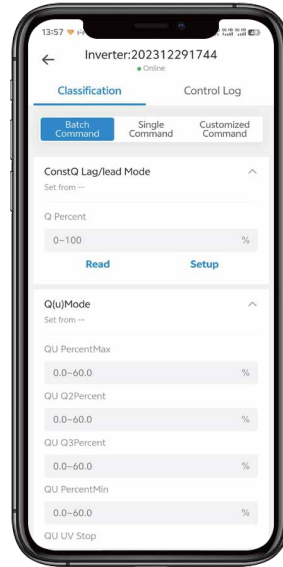 13:57
Inverter:202312291744
Online
Classification Control Log
Batch Command Single Command Customized Command
ConstQ Lag/lead Mode
Set from --
Q Percent
0~100 %
Read Setup
Q(u)Mode
Set from --
QU PercentMax
0.0~60.0 %
QU Q2Percent
0.0~60.0 %
QU Q3Percent
0.0~60.0 %
QU PercentMin
0.0~60.0 %
QU UV Stop